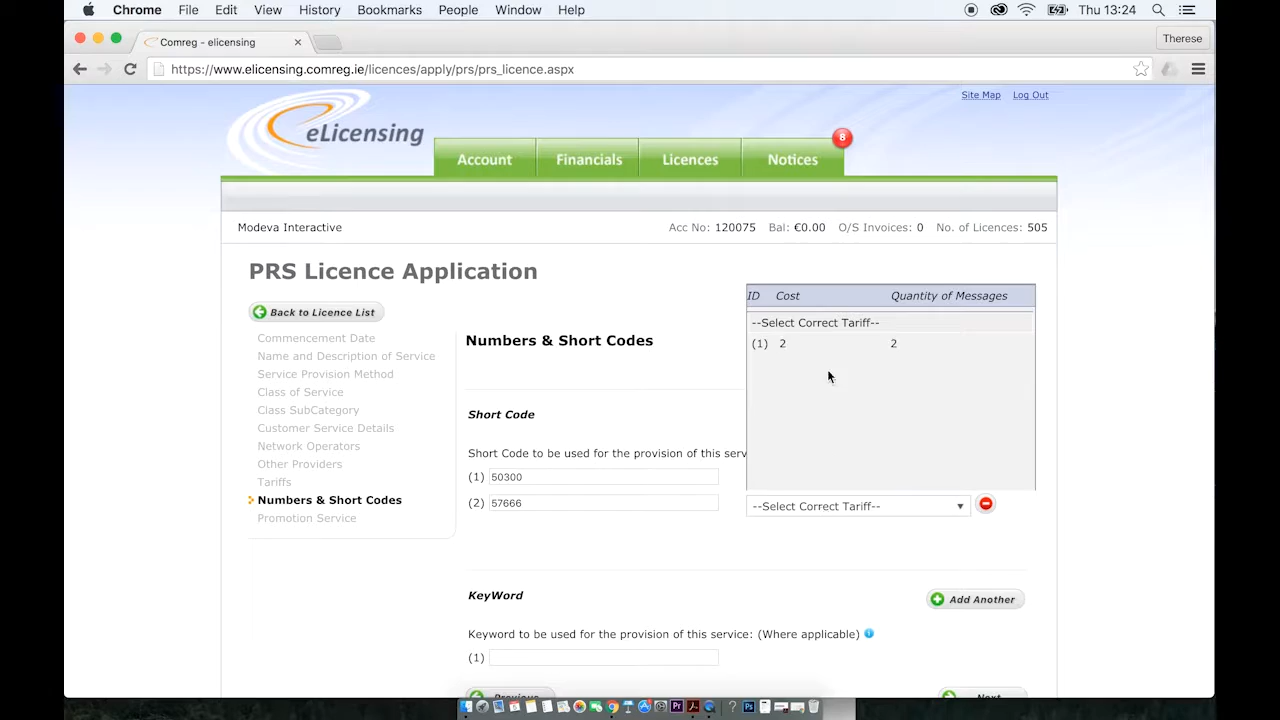 Chrome File Edit View History Bookmarks People Window Help Thu 13:24
Comreg - elicensing Therese
https://www.elicensing.comreg.ie/licences/apply/prs/prs_licence.aspx
Site Map Log Out
eLicensing
Account Financials Licences Notices 8
Modeva Interactive Acc No: 120075 Bal: €0.00 O/S Invoices: 0 No. of Licences: 505
PRS Licence Application
Back to Licence List
Commencement Date
Name and Description of Service
Service Provision Method
Class of Service
Class SubCategory
Customer Service Details
Network Operators
Other Providers
Tariffs
Numbers & Short Codes
Promotion Service
Numbers & Short Codes
ID Cost Quantity of Messages
--Select Correct Tariff--
(1) 2 2
Short Code
Short Code to be used for the provision of this serv
(1) 50300
(2) 57666
--Select Correct Tariff--
KeyWord
Add Another
Keyword to be used for the provision of this service: (Where applicable)
(1)
Previous Next